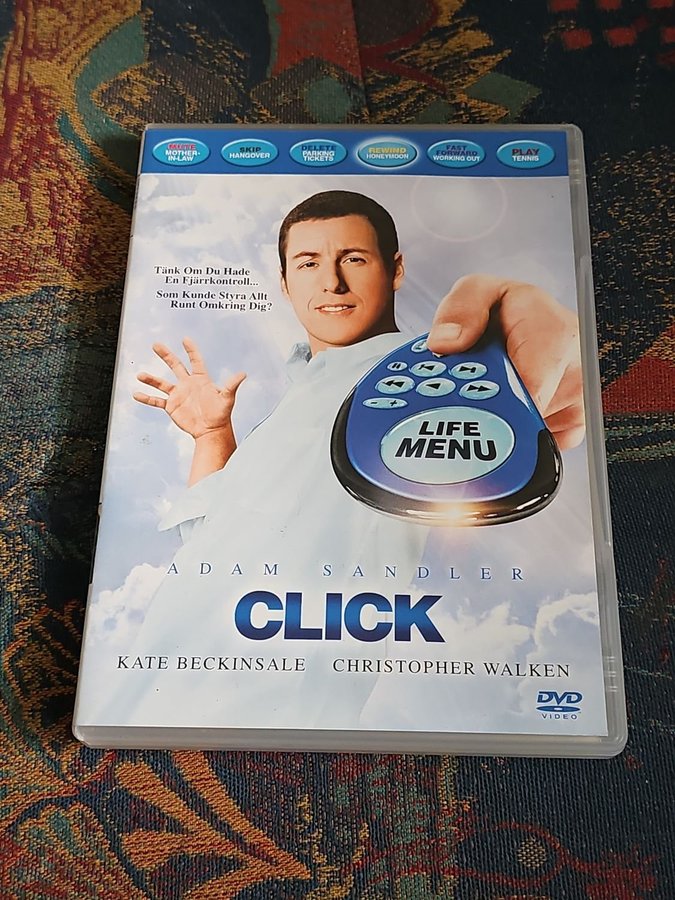 MUTE
MOTHER-
IN-LAW
SKIP
HANGOVER
DELETE
PARKING
TICKETS
REWIND
HONEYMOON
FAST
FORWARD
WORKING OUT
PLAY
TENNIS
Tänk Om Du Hade
En Fjärrkontroll...
Som Kunde Styra Allt
Runt Omkring Dig?
LIFE
MENU
ADAM SANDLER
CLICK
KATE BECKINSALE CHRISTOPHER WALKEN
DVD
VIDEO